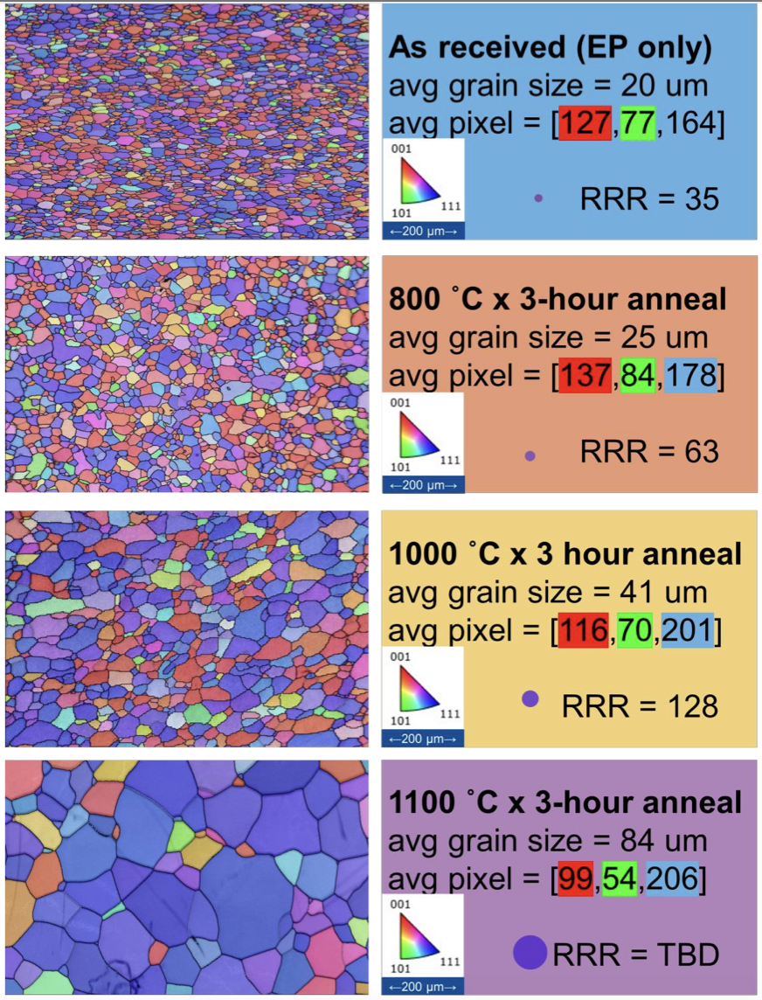 As received (EP only)
avg grain size = 20 um
avg pixel = [127,77,164]
001
101
111
←200 µm→
RRR = 35
800 ˚C x 3-hour anneal
avg grain size = 25 um
avg pixel = [137,84,178]
001
101
111
←200 µm→
RRR = 63
1000 ˚C x 3 hour anneal
avg grain size = 41 um
avg pixel = [116,70,201]
001
101
111
←200 µm→
RRR = 128
1100 ˚C x 3-hour anneal
avg grain size = 84 um
avg pixel = [99,54,206]
001
101
111
←200 µm→
RRR = TBD